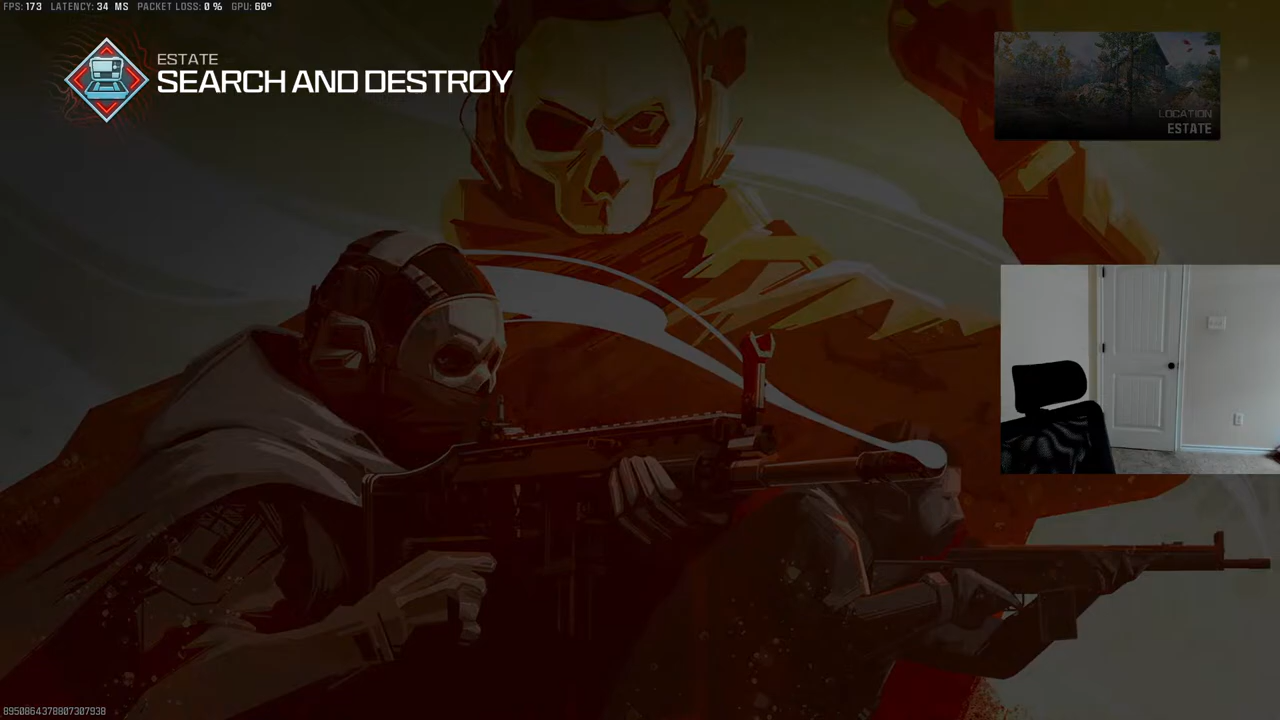 FPS: 173 LATENCY: 34 MS PACKET LOSS: 0 % GPU: 60°
ESTATE
SEARCH AND DESTROY
LOCATION
ESTATE
8950864378807307938